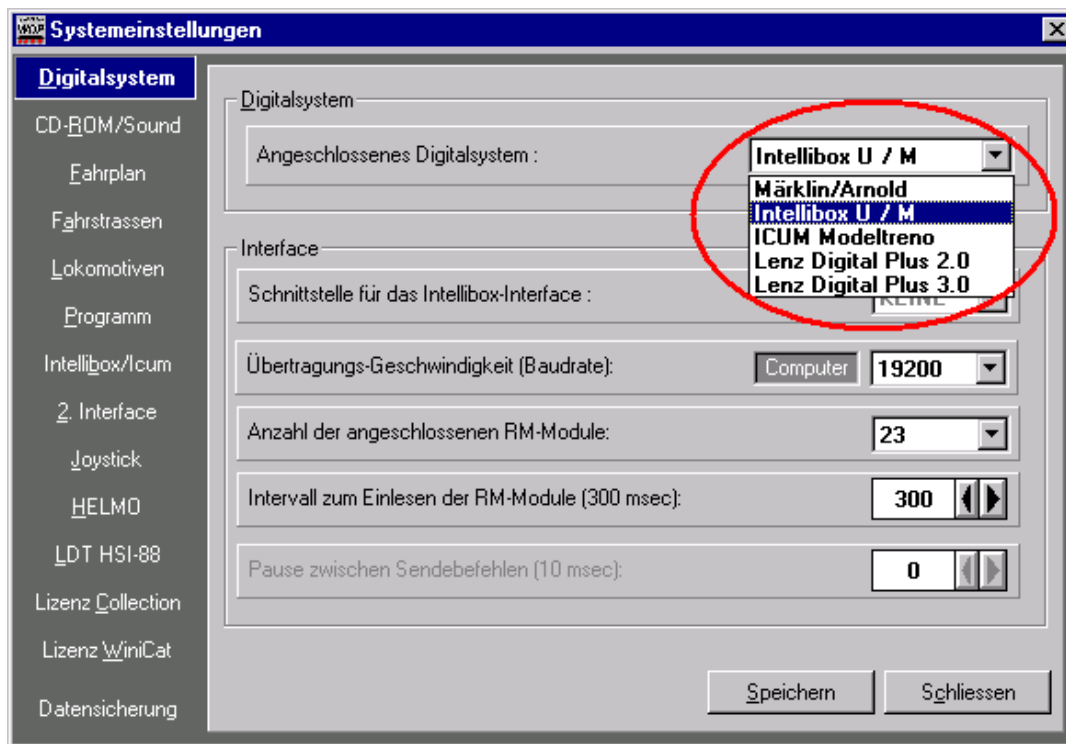 Systemeinstellungen
Digitalsystem
CD-ROM/Sound
Fahrplan
Fahrstrassen
Lokomotiven
Programm
Intellibox/Icum
2. Interface
Joystick
HELMO
LDT HSI-88
Lizenz Collection
Lizenz WiniCat
Datensicherung
Digitalsystem
Angeschlossenes Digitalsystem :
Intellibox U / M
Märklin/Arnold
Intellibox U / M
ICUM Modeltreno
Lenz Digital Plus 2.0
Lenz Digital Plus 3.0
Interface
Schnittstelle für das Intellibox-Interface :
KEINE
Übertragungs-Geschwindigkeit (Baudrate):
Computer
19200
Anzahl der angeschlossenen RM-Module:
23
Intervall zum Einlesen der RM-Module (300 msec):
300
Pause zwischen Sendebefehlen (10 msec):
0
Speichern
Schliessen